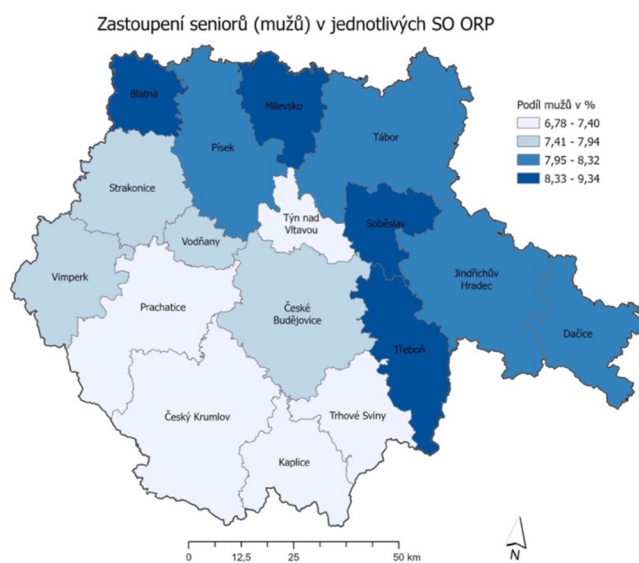 Zastoupení seniorů (mužů) v jednotlivých SO ORP
Podíl mužů v %
6,78 - 7,40
7,41 - 7,94
7,95 - 8,32
8,33 - 9,34
Blatná
Milevsko
Písek
Tábor
Strakonice
Týn nad
Vltavou
Soběslav
Vodňany
Vimperk
Jindřichův
Hradec
Prachatice
České
Budějovice
Dačice
Třeboň
Český Krumlov
Trhové Sviny
Kaplice
0 12,5 25 50 km
N